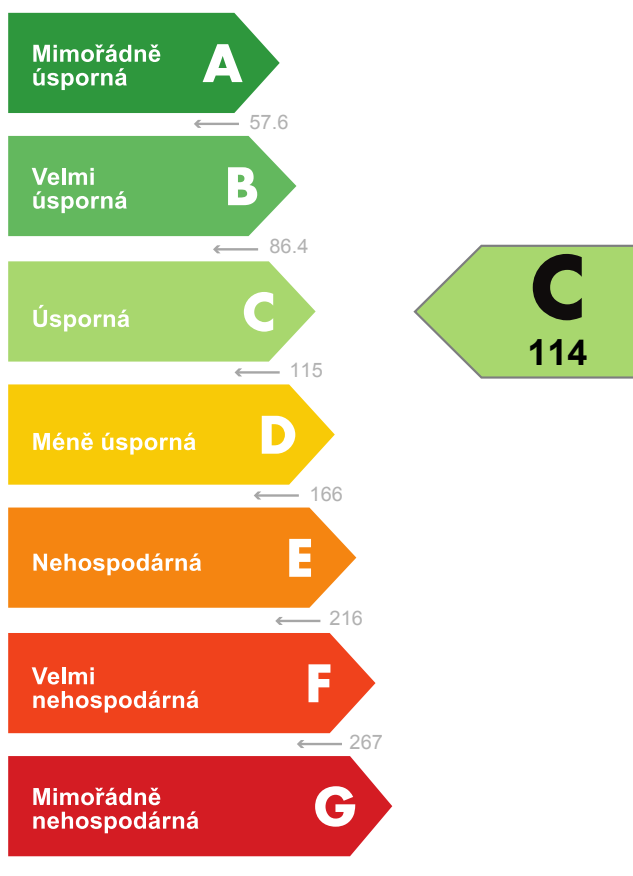 Mimořádně
úsporná
A
57.6
Velmi
úsporná
B
86.4
Úsporná
C
115
C
114
Méně úsporná
D
166
Nehospodárná
E
216
Velmi
nehospodárná
F
267
Mimořádně
nehospodárná
G